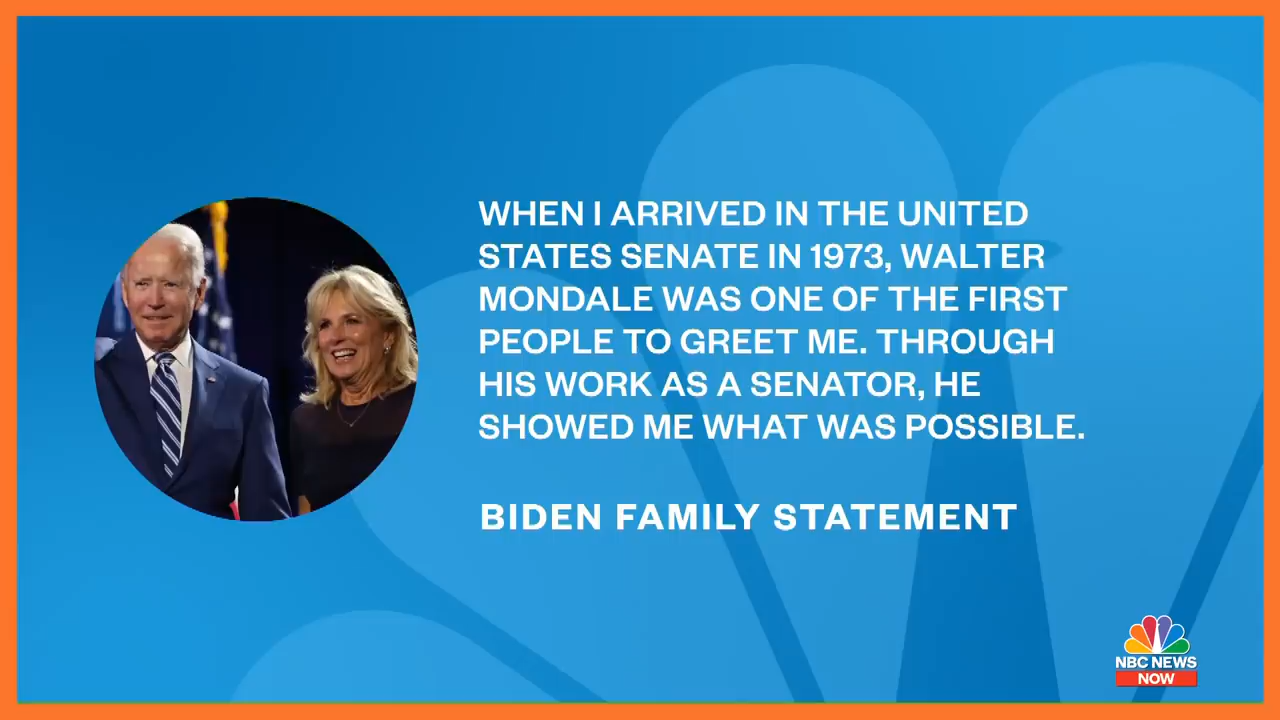 WHEN I ARRIVED IN THE UNITED
STATES SENATE IN 1973, WALTER
MONDALE WAS ONE OF THE FIRST
PEOPLE TO GREET ME. THROUGH
HIS WORK AS A SENATOR, HE
SHOWED ME WHAT WAS POSSIBLE.
BIDEN FAMILY STATEMENT
NBC NEWS
NOW